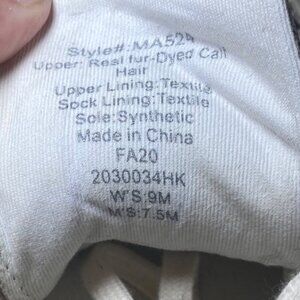 Style#: MA524
Upper: Real fur-Dyed Calf
Hair
Upper Lining: Textile
Sock Lining: Textile
Sole: Synthetic
Made in China
FA20
2030034HK
W'S: 9M
M'S: 7.5M